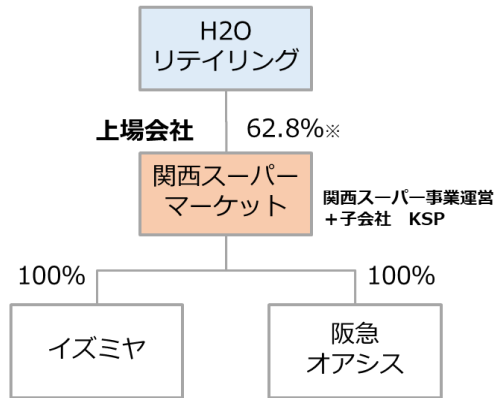 H2O
リテイリング
上場会社
62.8%※
関西スーパー
マーケット
関西スーパー事業運営
＋子会社　KSP
100%
100%
イズミヤ
阪急
オアシス